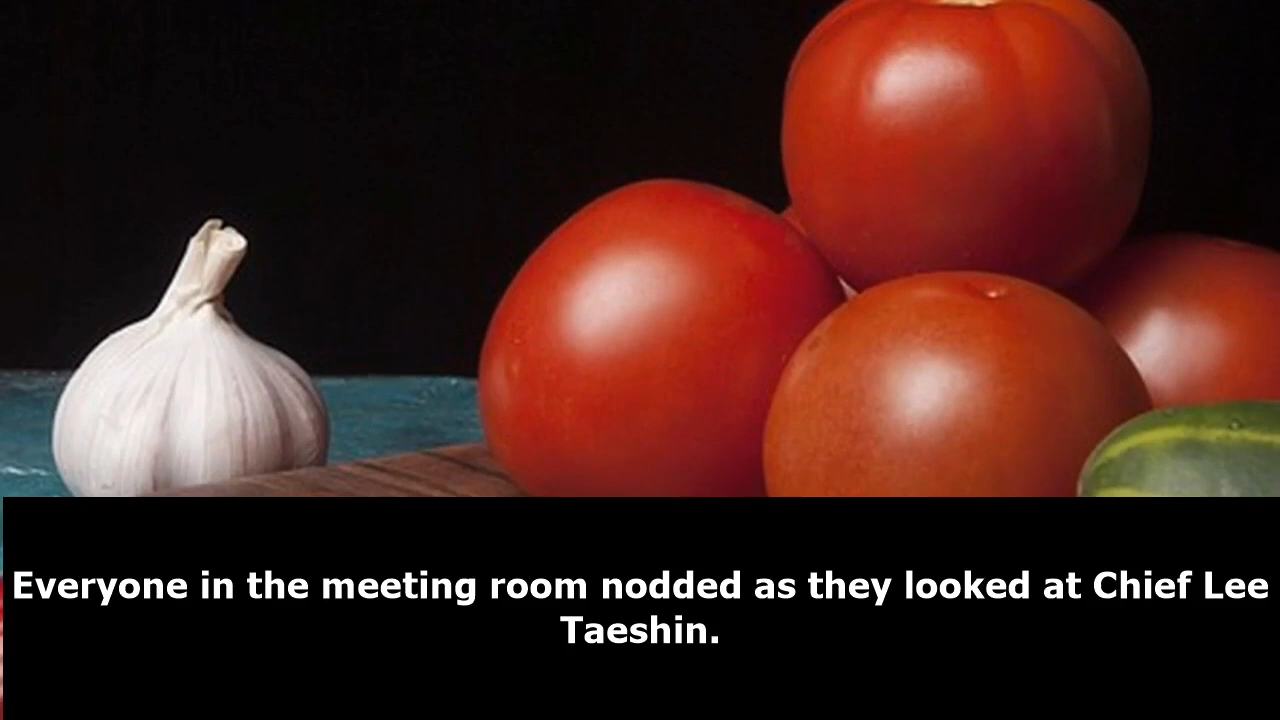 Everyone in the meeting room nodded as they looked at Chief Lee
Taeshin.